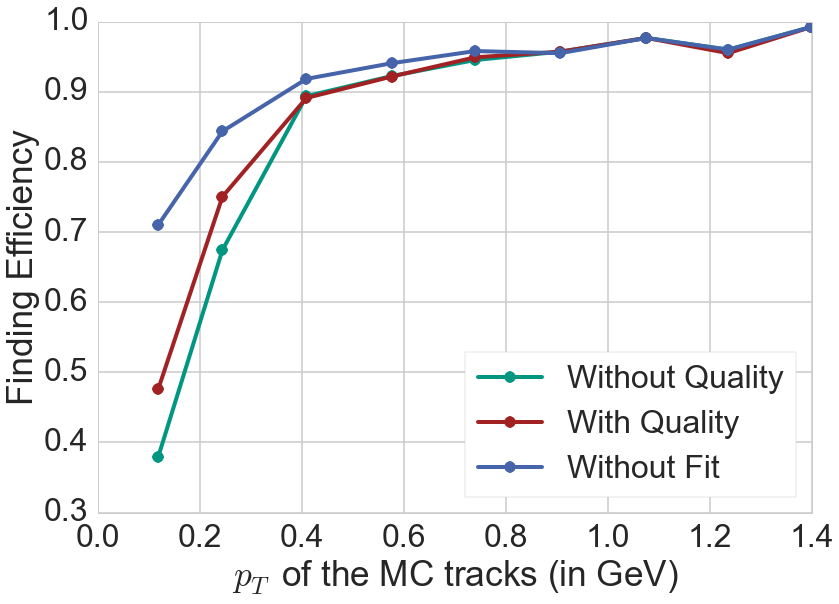 1.0
0.9
0.8
0.7
0.6
0.5
0.4
0.3
Finding Efficiency
Without Quality
With Quality
Without Fit
0.0 0.2 0.4 0.6 0.8 1.0 1.2 1.4
p_T of the MC tracks (in GeV)